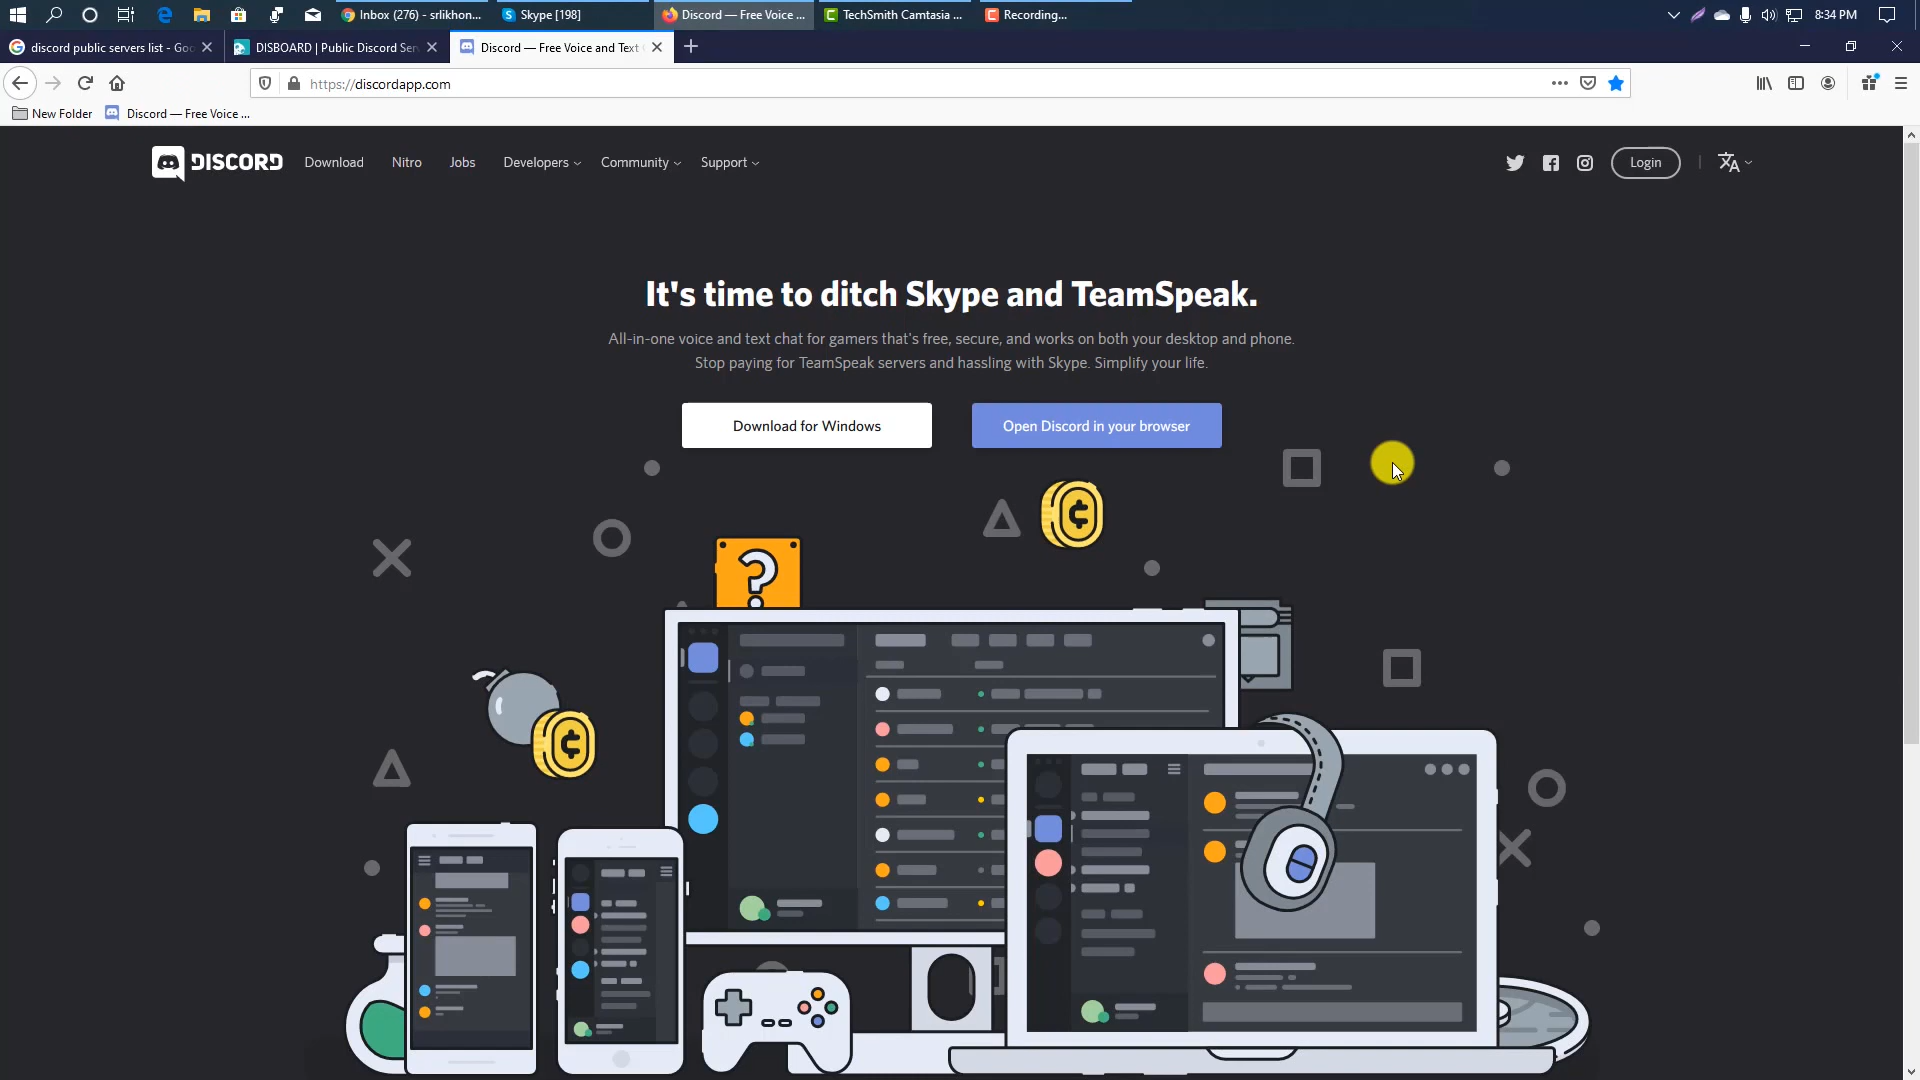 Inbox (276) - srlikhon...
Skype [198]
Discord — Free Voice ...
TechSmith Camtasia ...
Recording...
8:34 PM
discord public servers list - Goo
DISBOARD | Public Discord Ser
Discord — Free Voice and Text C
https://discordapp.com
New Folder
Discord — Free Voice ...
DISCORD
Download
Nitro
Jobs
Developers
Community
Support
Login
It's time to ditch Skype and TeamSpeak.
All-in-one voice and text chat for gamers that's free, secure, and works on both your desktop and phone.
Stop paying for TeamSpeak servers and hassling with Skype. Simplify your life.
Download for Windows
Open Discord in your browser
?